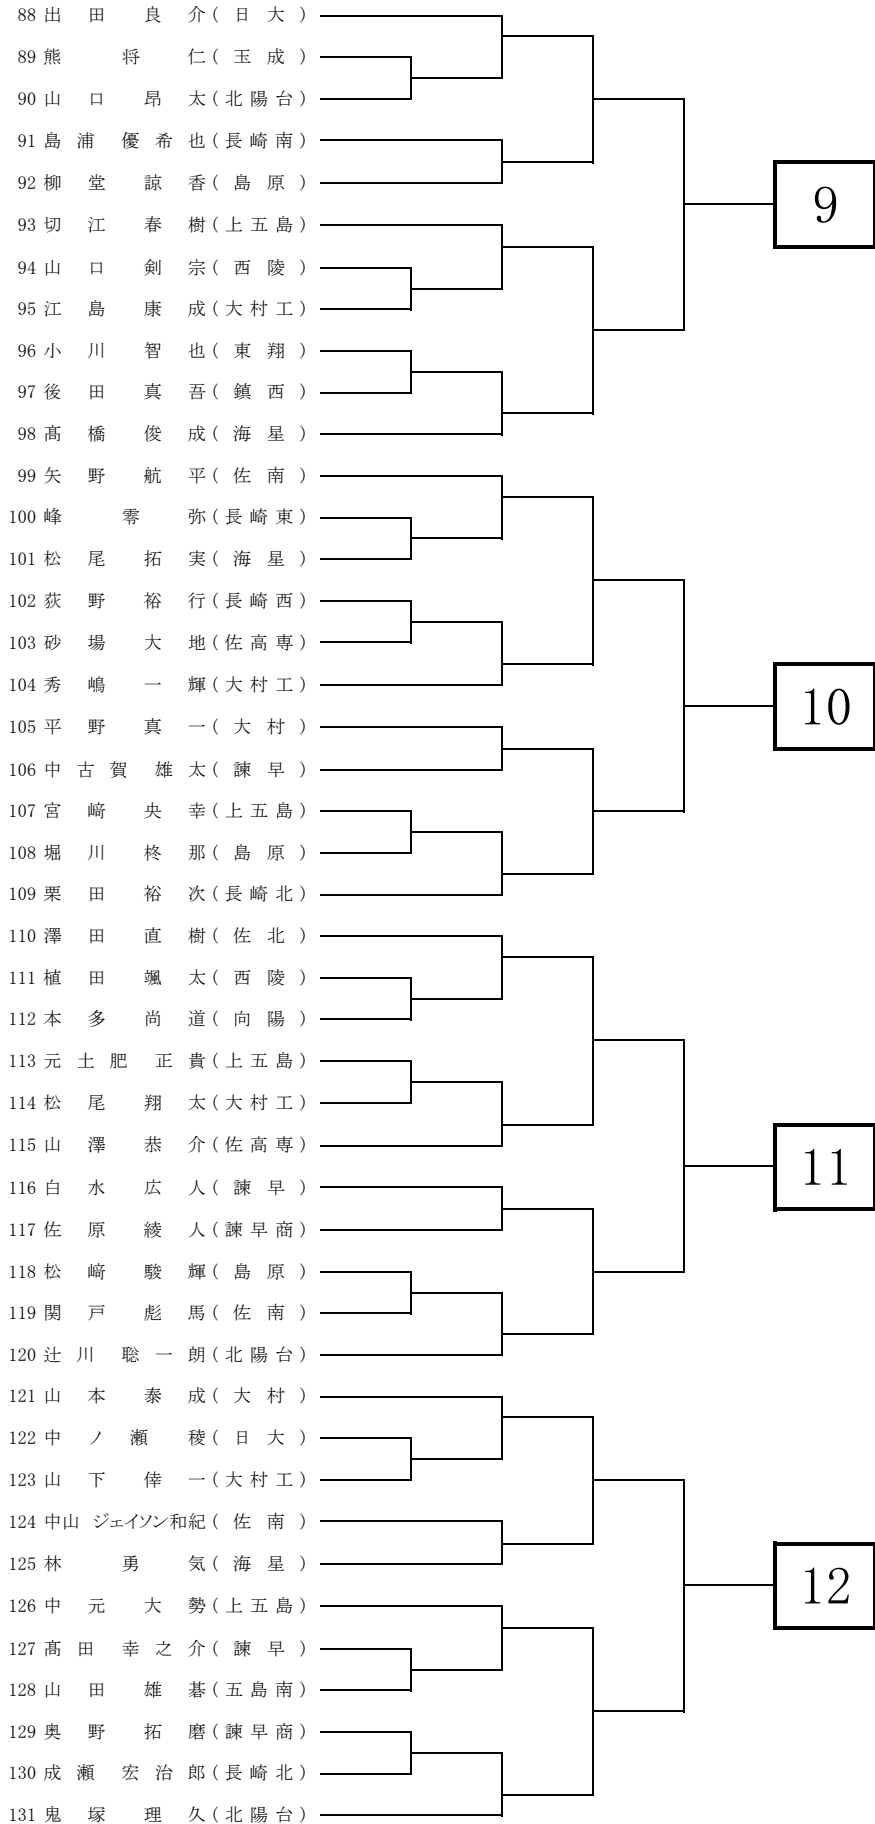 88 出田良介(日大)
89 熊将仁(玉成)
90 山口昂太(北陽台)
91 島浦優希也(長崎南)
92 柳堂諒香(島原)
9
93 切江春樹(上五島)
94 山口剣宗(西陵)
95 江島康成(大村工)
96 小川智也(東翔)
97 後田真吾(鎮西)
98 髙橋俊成(海星)
99 矢野航平(佐南)
100 峰零弥(長崎東)
101 松尾拓実(海星)
102 荻野裕行(長崎西)
103 砂場大地(佐高専)
104 秀嶋一輝(大村工)
10
105 平野真一(大村)
106 中古賀雄太(諫早)
107 宮﨑央幸(上五島)
108 堀川柊那(島原)
109 栗田裕次(長崎北)
110 澤田直樹(佐北)
111 植田颯太(西陵)
112 本多尚道(向陽)
113 元土肥正貴(上五島)
114 松尾翔太(大村工)
115 山澤恭介(佐高専)
11
116 白水広人(諫早)
117 佐原綾人(諫早商)
118 松﨑駿輝(島原)
119 関戸彪馬(佐南)
120 辻川聡一朗(北陽台)
121 山本泰成(大村)
122 中ノ瀬稜(日大)
123 山下倖一(大村工)
124 中山 ジェイソン和紀(佐南)
125 林勇気(海星)
12
126 中元大勢(上五島)
127 髙田幸之介(諫早)
128 山田雄碁(五島南)
129 奥野拓磨(諫早商)
130 成瀬宏治郎(長崎北)
131 鬼塚理久(北陽台)